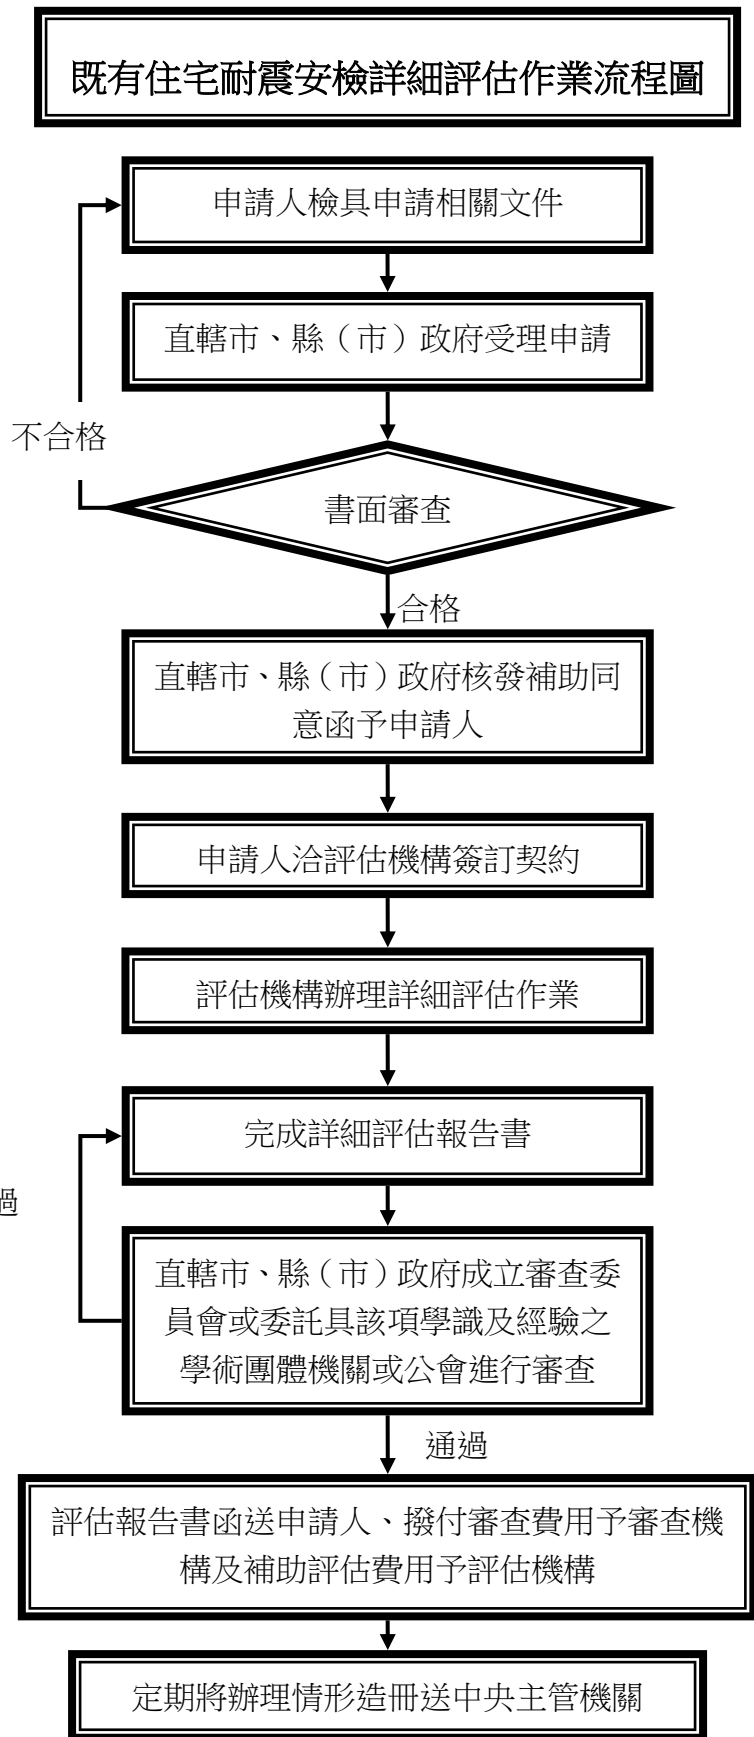 既有住宅耐震安檢詳細評估作業流程圖
申請人檢具申請相關文件
直轄市、縣（市）政府受理申請
不合格
書面審查
合格
直轄市、縣（市）政府核發補助同
意函予申請人
申請人洽評估機構簽訂契約
評估機構辦理詳細評估作業
完成詳細評估報告書
過
直轄市、縣（市）政府成立審查委
員會或委託具該項學識及經驗之
學術團體機關或公會進行審查
通過
評估報告書函送申請人、撥付審查費用予審查機
構及補助評估費用予評估機構
定期將辦理情形造冊送中央主管機關